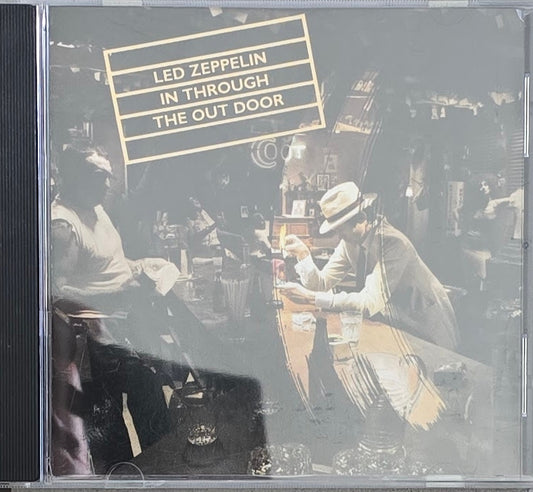 LED ZEPPELIN
IN THROUGH
THE OUT DOOR